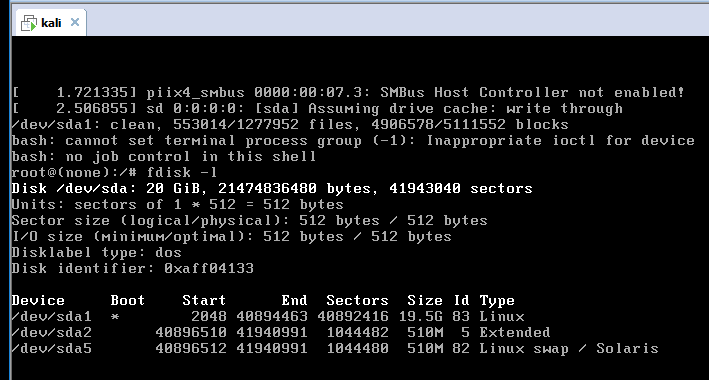 kali
[    1.721335] piix4_smbus 0000:00:07.3: SMBus Host Controller not enabled!
[    2.506855] sd 0:0:0:0: [sda] Assuming drive cache: write through
/dev/sda1: clean, 553014/1277952 files, 4906578/5111552 blocks
bash: cannot set terminal process group (-1): Inappropriate ioctl for device
bash: no job control in this shell
root@(none):/# fdisk -l
Disk /dev/sda: 20 GiB, 21474836480 bytes, 41943040 sectors
Units: sectors of 1 * 512 = 512 bytes
Sector size (logical/physical): 512 bytes / 512 bytes
I/O size (minimum/optimal): 512 bytes / 512 bytes
Disklabel type: dos
Disk identifier: 0xaff04133
Device     Boot    Start      End  Sectors  Size Id Type
/dev/sda1  *        2048 40894463 40892416 19.5G 83 Linux
/dev/sda2       40896510 41940991  1044482  510M  5 Extended
/dev/sda5       40896512 41940991  1044480  510M 82 Linux swap / Solaris